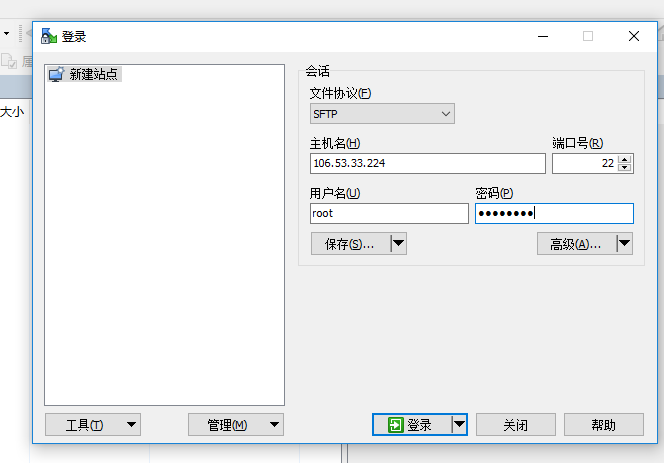 登录
属
大小
新建站点
会话
文件协议(F)
SFTP
主机名(H) 端口号(R)
106.53.33.224 22
用户名(U) 密码(P)
root ●●●●●●●●
保存(S)... 高级(A)...
工具(T) 管理(M) 登录 关闭 帮助